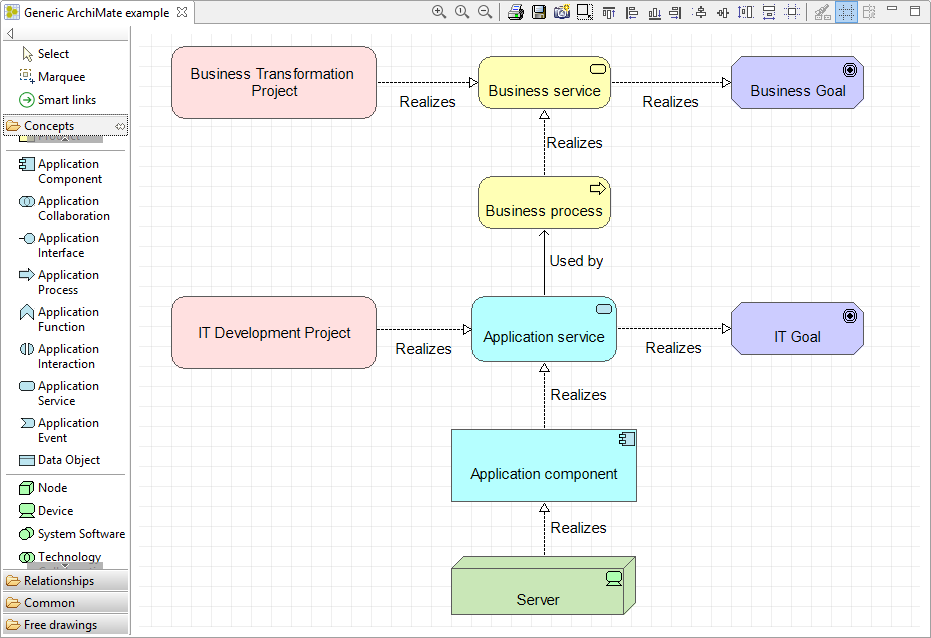 Generic ArchiMate example
Select
Marquee
Smart links
Concepts
Application
Component
Application
Collaboration
Application
Interface
Application
Process
Application
Function
Application
Interaction
Application
Service
Application
Event
Data Object
Node
Device
System Software
Technology
Relationships
Common
Free drawings
Business Transformation
Project
Realizes
Business service
Realizes
Business Goal
Realizes
Business process
Used by
IT Development Project
Realizes
Application service
Realizes
IT Goal
Realizes
Application component
Realizes
Server